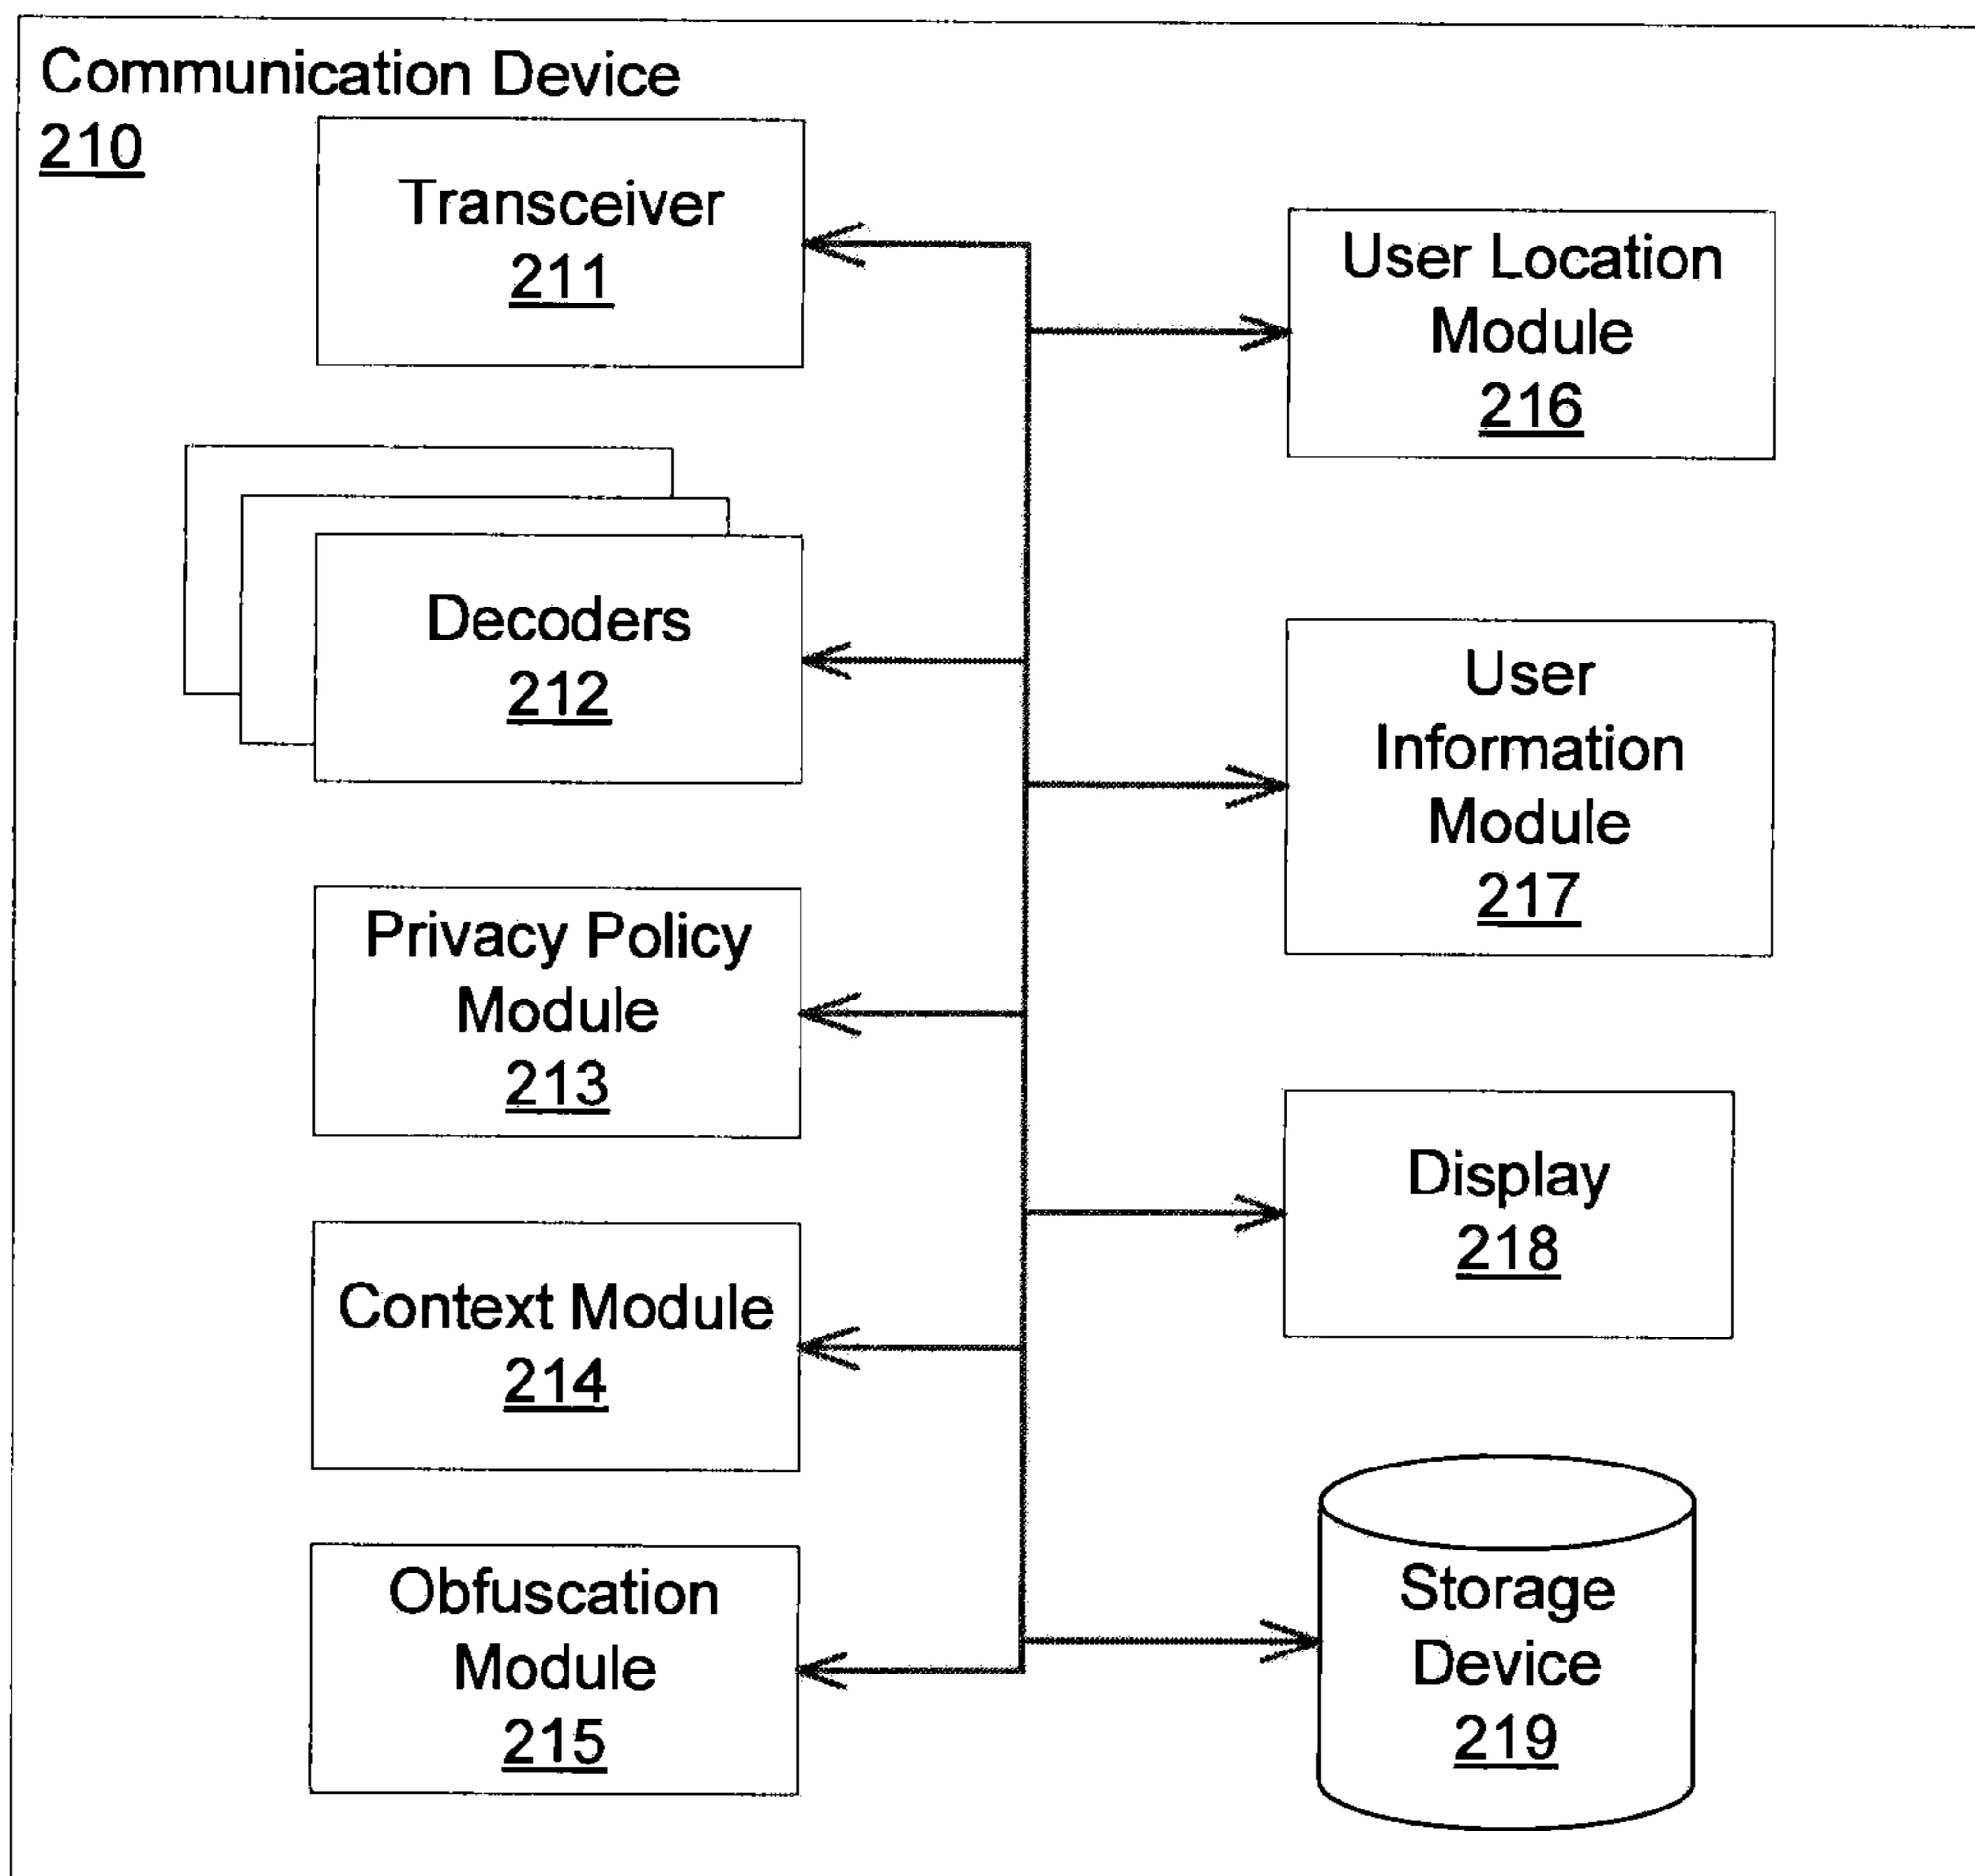 Communication Device
210
Transceiver
211
Decoders
212
Privacy Policy
Module
213
Context Module
214
Obfuscation
Module
215
User Location
Module
216
User
Information
Module
217
Display
218
Storage
Device
219